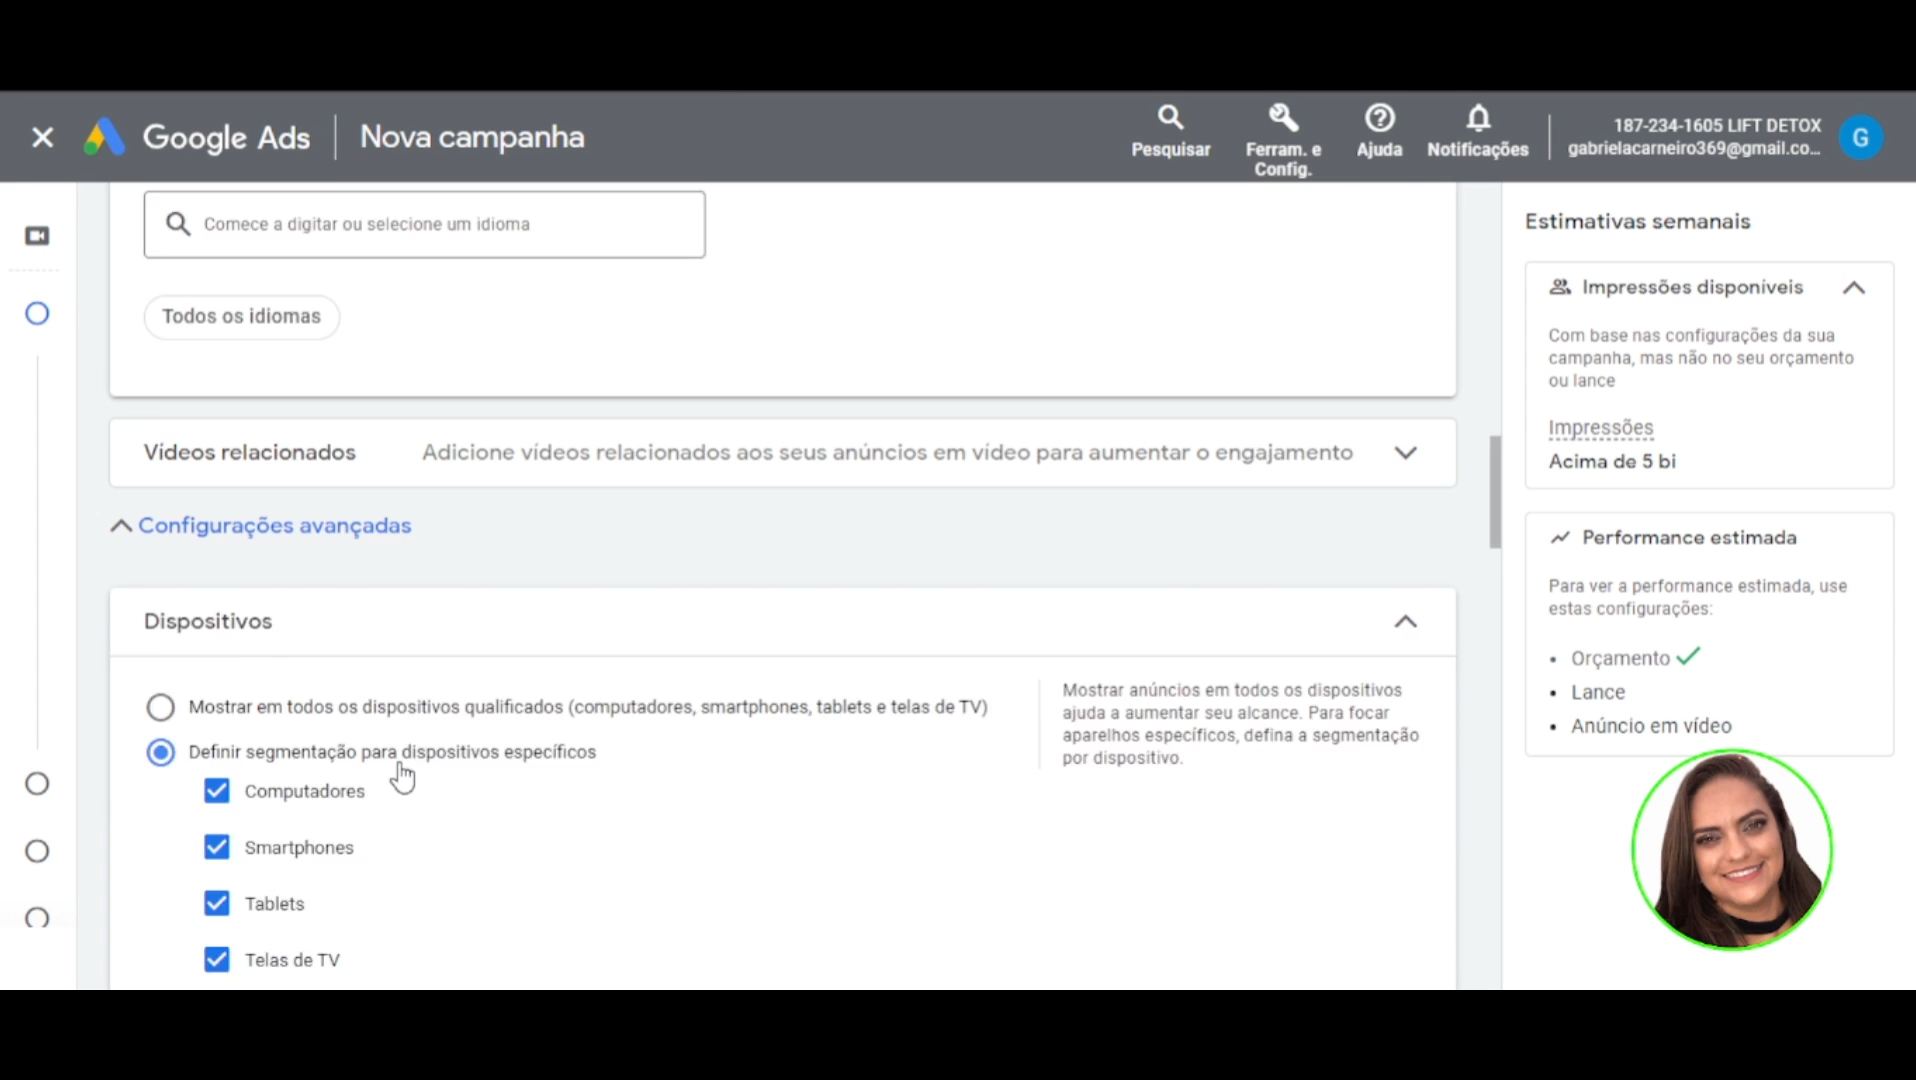 Google Ads
Nova campanha
Pesquisar
Ferram. e
Config.
Ajuda
Notificações
187-234-1605 LIFT DETOX
gabrielacarneiro369@gmail.co...
G
Comece a digitar ou selecione um idioma
Todos os idiomas
Vídeos relacionados
Adicione vídeos relacionados aos seus anúncios em vídeo para aumentar o engajamento
Configurações avançadas
Dispositivos
Mostrar em todos os dispositivos qualificados (computadores, smartphones, tablets e telas de TV)
Definir segmentação para dispositivos específicos
Computadores
Smartphones
Tablets
Telas de TV
Mostrar anúncios em todos os dispositivos
ajuda a aumentar seu alcance. Para focar
aparelhos específicos, defina a segmentação
por dispositivo.
Estimativas semanais
Impressões disponíveis
Com base nas configurações da sua
campanha, mas não no seu orçamento
ou lance
Impressões
Acima de 5 bi
Performance estimada
Para ver a performance estimada, use
estas configurações:
• Orçamento
• Lance
• Anúncio em vídeo